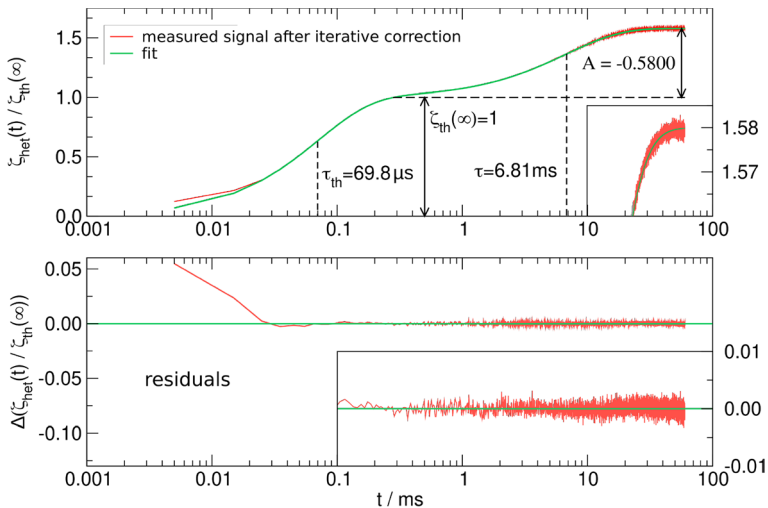 measured signal after iterative correction
fit
1.5
1.0
0.5
0.0
ζhet(t) / ζth(∞)
A = -0.5800
ζth(∞)=1
τth=69.8μs
τ=6.81ms
1.58
1.57
0.001
0.01
0.1
1
10
100
0.05
0.00
-0.05
-0.10
Δ(ζhet(t) / ζth(∞))
residuals
0.01
0.00
-0.01
0.001
0.01
0.1
1
10
100
t / ms